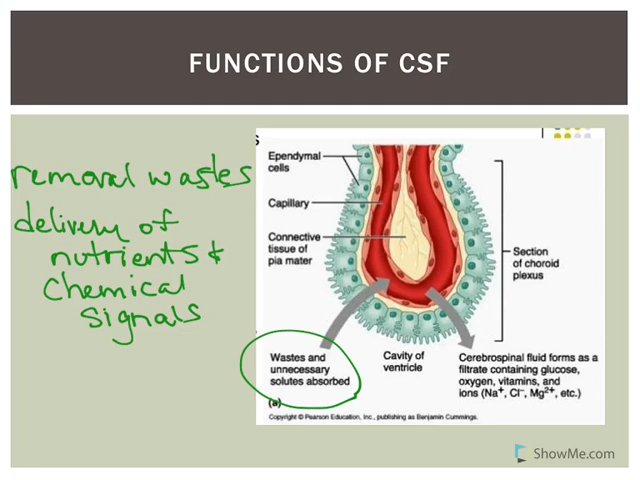 FUNCTIONS OF CSF
removal wastes
delivery of
nutrients &
Chemical
Signals
s
Ependymal
cells
Capillary
Connective
tissue of
pia mater
Section
of choroid
plexus
Wastes and
unnecessary
solutes absorbed
(a)
Cavity of
ventricle
Cerebrospinal fluid forms as a
filtrate containing glucose,
oxygen, vitamins, and
ions (Na⁺, Cl⁻, Mg²⁺, etc.)
Copyright © Pearson Education, Inc., publishing as Benjamin Cummings.
ShowMe.com